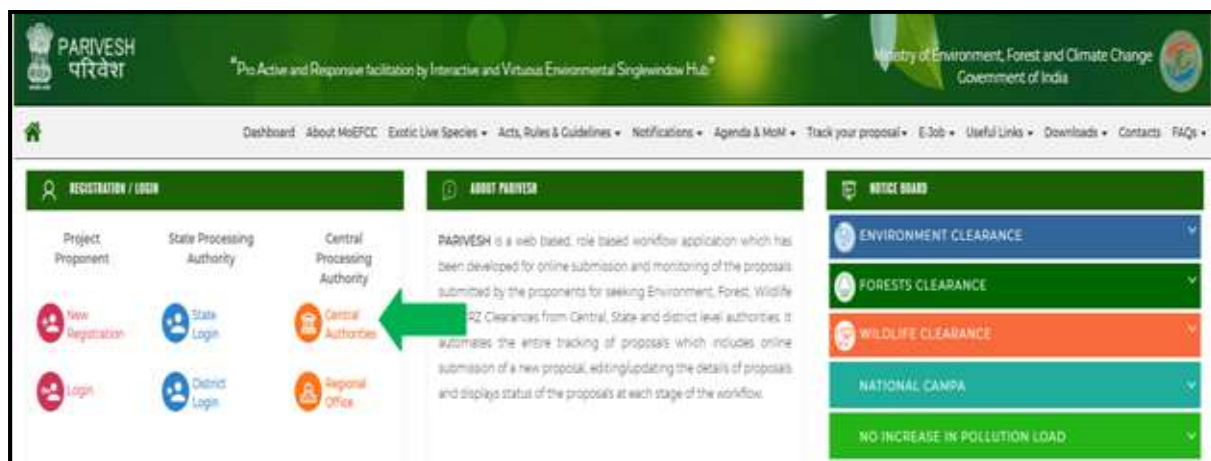 PARIVESH
परिवेश
"Pro Active and Responsive facilitation by Interactive and Virtuous Environmental Singlewindow Hub"
Ministry of Environment, Forest and Climate Change
Government of India
Dashboard About MoEFCC Exotic Live Species Acts, Rules & Guidelines Notifications Agenda & MoM Track your proposal E-Job Useful Links Downloads Contacts FAQs
REGISTRATION / LOGIN
Project
Proponent
State Processing
Authority
Central
Processing
Authority
New
Registration
State
Login
Central
Authorities
Login
District
Login
Regional
Office
ABOUT PARIVESH
PARIVESH is a web based, role based workflow application which has
been developed for online submission and monitoring of the proposals
submitted by the proponents for seeking Environment, Forest, Wildlife
RZ Clearances from Central, State and district level authorities. It
automates the entire tracking of proposals which includes online
submission of a new proposal, editing/updating the details of proposals
and displays status of the proposals at each stage of the workflow.
NOTICE BOARD
ENVIRONMENT CLEARANCE
FORESTS CLEARANCE
WILDLIFE CLEARANCE
NATIONAL CAMPA
NO INCREASE IN POLLUTION LOAD